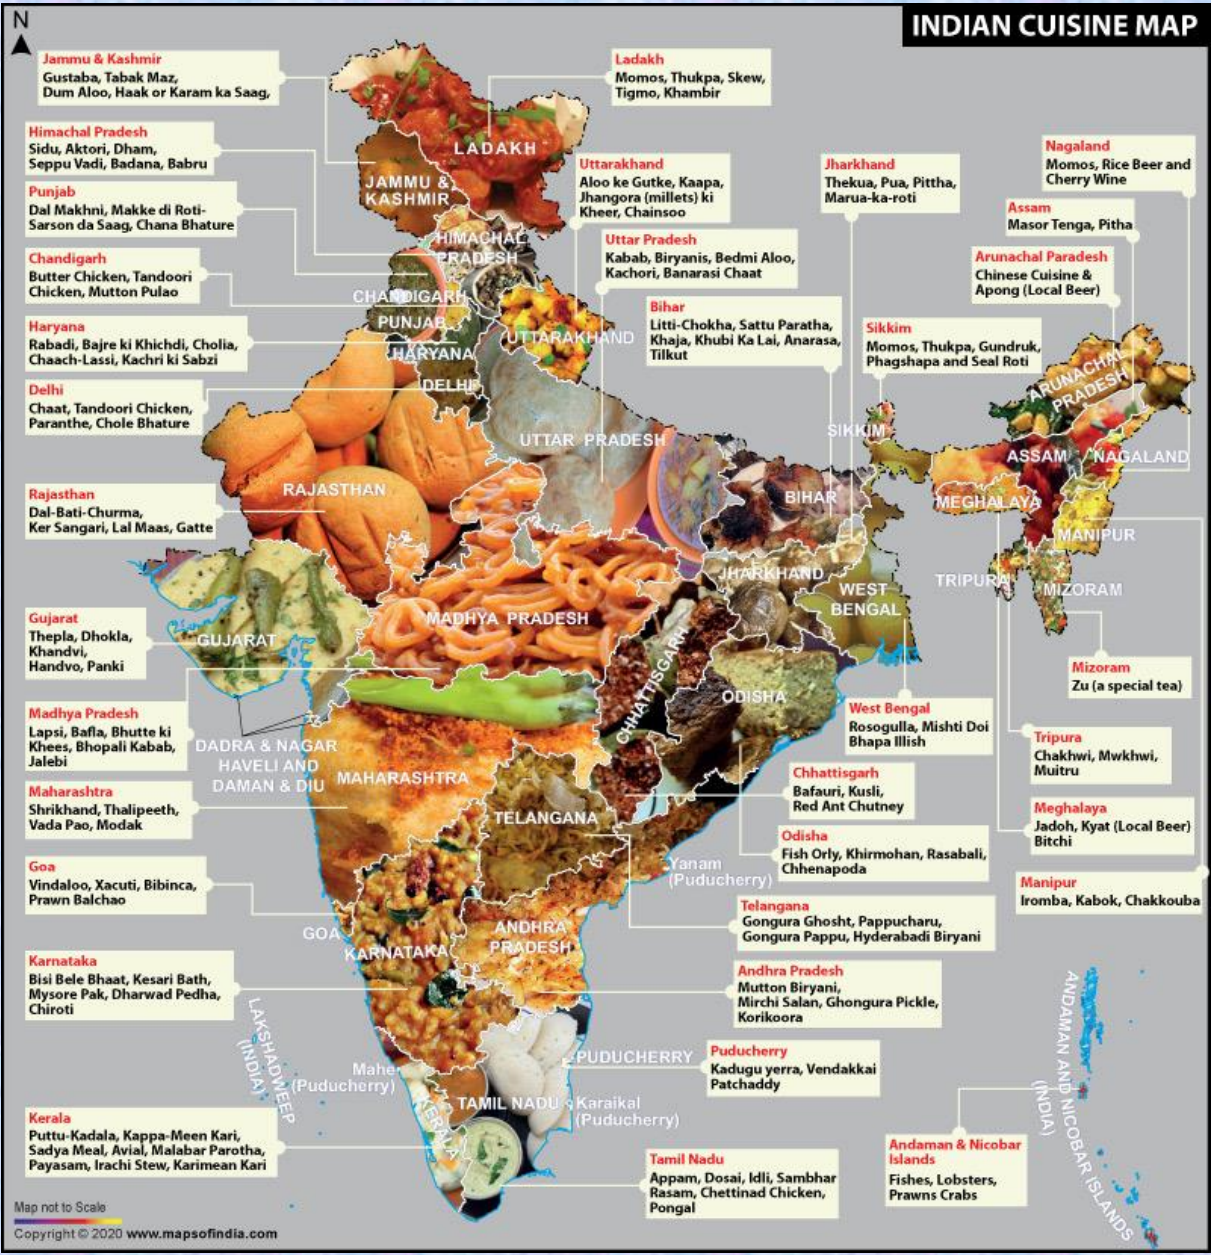 N
INDIAN CUISINE MAP
Jammu & Kashmir
Gustaba, Tabak Maz,
Dum Aloo, Haak or Karam ka Saag,
Ladakh
Momos, Thukpa, Skew,
Tigmo, Khambir
Himachal Pradesh
Sidu, Aktori, Dham,
Seppu Vadi, Badana, Babru
Punjab
Dal Makhni, Makke di Roti-
Sarson da Saag, Chana Bhature
Chandigarh
Butter Chicken, Tandoori
Chicken, Mutton Pulao
Haryana
Rabadi, Bajre ki Khichdi, Cholia,
Chaach-Lassi, Kachri ki Sabzi
Delhi
Chaat, Tandoori Chicken,
Paranthe, Chole Bhature
Rajasthan
Dal-Bati-Churma,
Ker Sangari, Lal Maas, Gatte
Gujarat
Thepla, Dhokla,
Khandvi,
Handvo, Panki
Madhya Pradesh
Lapsi, Bafla, Bhutte ki
Khees, Bhopali Kabab,
Jalebi
Maharashtra
Shrikhand, Thalipeeth,
Vada Pao, Modak
Goa
Vindaloo, Xacuti, Bibinca,
Prawn Balchao
Karnataka
Bisi Bele Bhaat, Kesari Bath,
Mysore Pak, Dharwad Pedha,
Chiroti
Kerala
Puttu-Kadala, Kappa-Meen Kari,
Sadya Meal, Avial, Malabar Parotha,
Payasam, Irachi Stew, Karimean Kari
Uttarakhand
Aloo ke Gutke, Kaapa,
Jhangora (millets) ki
Kheer, Chainsoo
Uttar Pradesh
Kabab, Biryanis, Bedmi Aloo,
Kachori, Banarasi Chaat
Bihar
Litti-Chokha, Sattu Paratha,
Khaja, Khubi Ka Lai, Anarasa,
Tilkut
Jharkhand
Thekua, Pua, Pittha,
Marua-ka-roti
Nagaland
Momos, Rice Beer and
Cherry Wine
Assam
Masor Tenga, Pitha
Arunachal Paradesh
Chinese Cuisine &
Apong (Local Beer)
Sikkim
Momos, Thukpa, Gundruk,
Phagshapa and Seal Roti
Mizoram
Zu (a special tea)
West Bengal
Rosogulla, Mishti Doi
Bhapa Illish
Tripura
Chakhwi, Mwkhwi,
Muitru
Chhattisgarh
Bafauri, Kusli,
Red Ant Chutney
Meghalaya
Jadoh, Kyat (Local Beer)
Bitchi
Odisha
Fish Orly, Khirmohan, Rasabali,
Chhenapoda
Manipur
Iromba, Kabok, Chakkouba
Telangana
Gongura Ghosht, Pappucharu,
Gongura Pappu, Hyderabadi Biryani
Andhra Pradesh
Mutton Biryani,
Mirchi Salan, Ghongura Pickle,
Korikoora
Puducherry
Kadugu yerra, Vendakkai
Patchaddy
Tamil Nadu
Appam, Dosai, Idli, Sambhar
Rasam, Chettinad Chicken,
Pongal
Andaman & Nicobar
Islands
Fishes, Lobsters,
Prawns Crabs
LADAKH
JAMMU &
KASHMIR
HIMACHAL
PRADESH
CHANDIGARH
PUNJAB
HARYANA
DELHI
UTTARAKHAND
UTTAR PRADESH
RAJASTHAN
BIHAR
SIKKIM
ARUNACHAL
PRADESH
ASSAM
NAGALAND
MEGHALAYA
MANIPUR
TRIPURA
MIZORAM
JHARKHAND
WEST
BENGAL
GUJARAT
MADHYA PRADESH
CHHATTISGARH
ODISHA
DADRA & NAGAR
HAVELI AND
DAMAN & DIU
MAHARASHTRA
TELANGANA
Yanam
(Puducherry)
GOA
KARNATAKA
ANDHRA
PRADESH
LAKSHADWEEP
(INDIA)
Mahe
(Puducherry)
PUDUCHERRY
KERALA
TAMIL NADU
Karaikal
(Puducherry)
ANDAMAN AND NICOBAR ISLANDS
(INDIA)
Map not to Scale
Copyright © 2020 www.mapsofindia.com